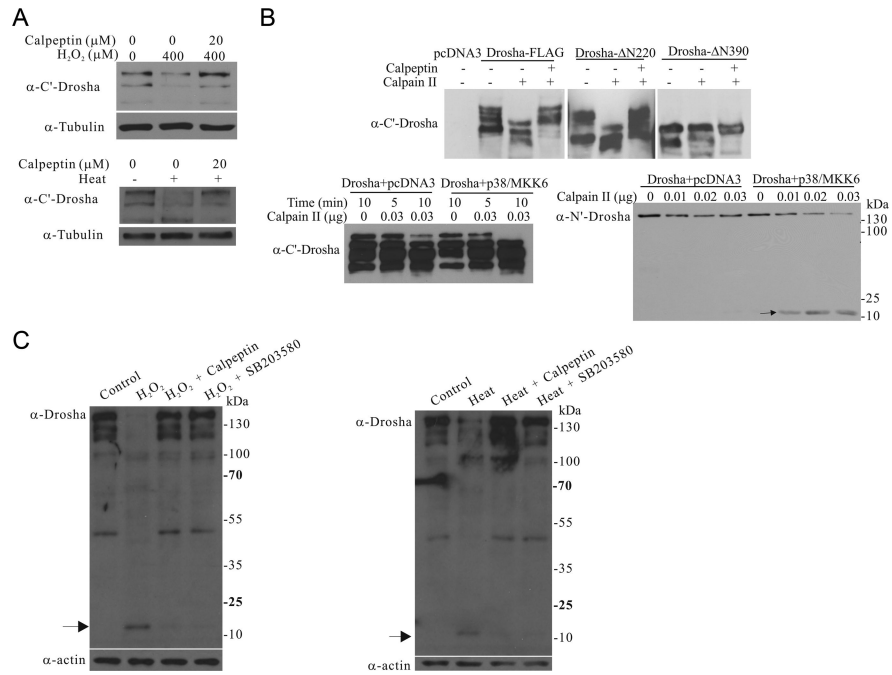 A
Calpeptin (μM) 0 0 20
H₂O₂ (μM) 0 400 400
α-C'-Drosha
α-Tubulin
Calpeptin (μM) 0 0 20
Heat - + +
α-C'-Drosha
α-Tubulin
B
pcDNA3 Drosha-FLAG Drosha-ΔN220 Drosha-ΔN390
Calpeptin - - - + - - + - - +
Calpain II - - + + - + + - + +
α-C'-Drosha
Drosha+pcDNA3 Drosha+p38/MKK6
Time (min) 10 5 10 10 5 10
Calpain II (μg) 0 0.03 0.03 0 0.03 0.03
α-C'-Drosha
Drosha+pcDNA3 Drosha+p38/MKK6
Calpain II (μg) 0 0.01 0.02 0.03 0 0.01 0.02 0.03 kDa
α-N'-Drosha
-130
-100
-25
-10
C
Control H₂O₂ H₂O₂ + Calpeptin H₂O₂ + SB203580
kDa
α-Drosha
-130
-100
-70
-55
-35
-25
-10
α-actin
Control Heat Heat + Calpeptin Heat + SB203580
kDa
α-Drosha
-130
-100
-70
-55
-35
-25
-10
α-actin